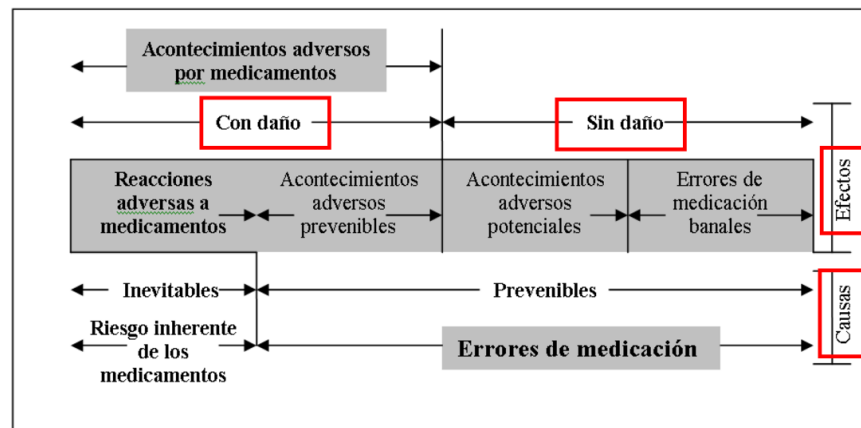 Acontecimientos adversos
por medicamentos
Con daño
Sin daño
Reacciones
adversas a
medicamentos
Acontecimientos
adversos
prevenibles
Acontecimientos
adversos
potenciales
Errores de
medicación
banales
Efectos
Inevitables
Prevenibles
Riesgo inherente
de los
medicamentos
Errores de medicación
Causas